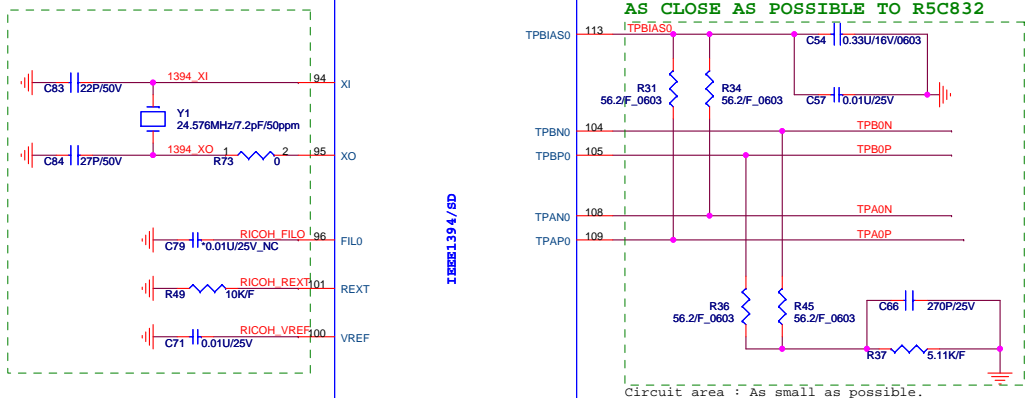 AS CLOSE AS POSSIBLE TO R5C832
TPBIAS0 113 TPBIAS0
C54 0.33U/16V/0603
C83 22P/50V 1394_XI 94 XI
R31
56.2/F_0603
R34
56.2/F_0603
C57 0.01U/25V
Y1
24.576MHz/7.2pF/50ppm
TPBN0 104 TPB0N
C84 27P/50V 1394_XO 1 R73 0 2 95 XO
TPBP0 105 TPB0P
IEEE1394/SD
TPAN0 108 TPA0N
TPAP0 109 TPA0P
C79 *0.01U/25V_NC RICOH_FILO 96 FIL0
R49 10K/F RICOH_REXT 101 REXT
R36
56.2/F_0603
R45
56.2/F_0603
C66 270P/25V
C71 0.01U/25V RICOH_VREF 100 VREF
R37 5.11K/F
Circuit area : As small as possible.